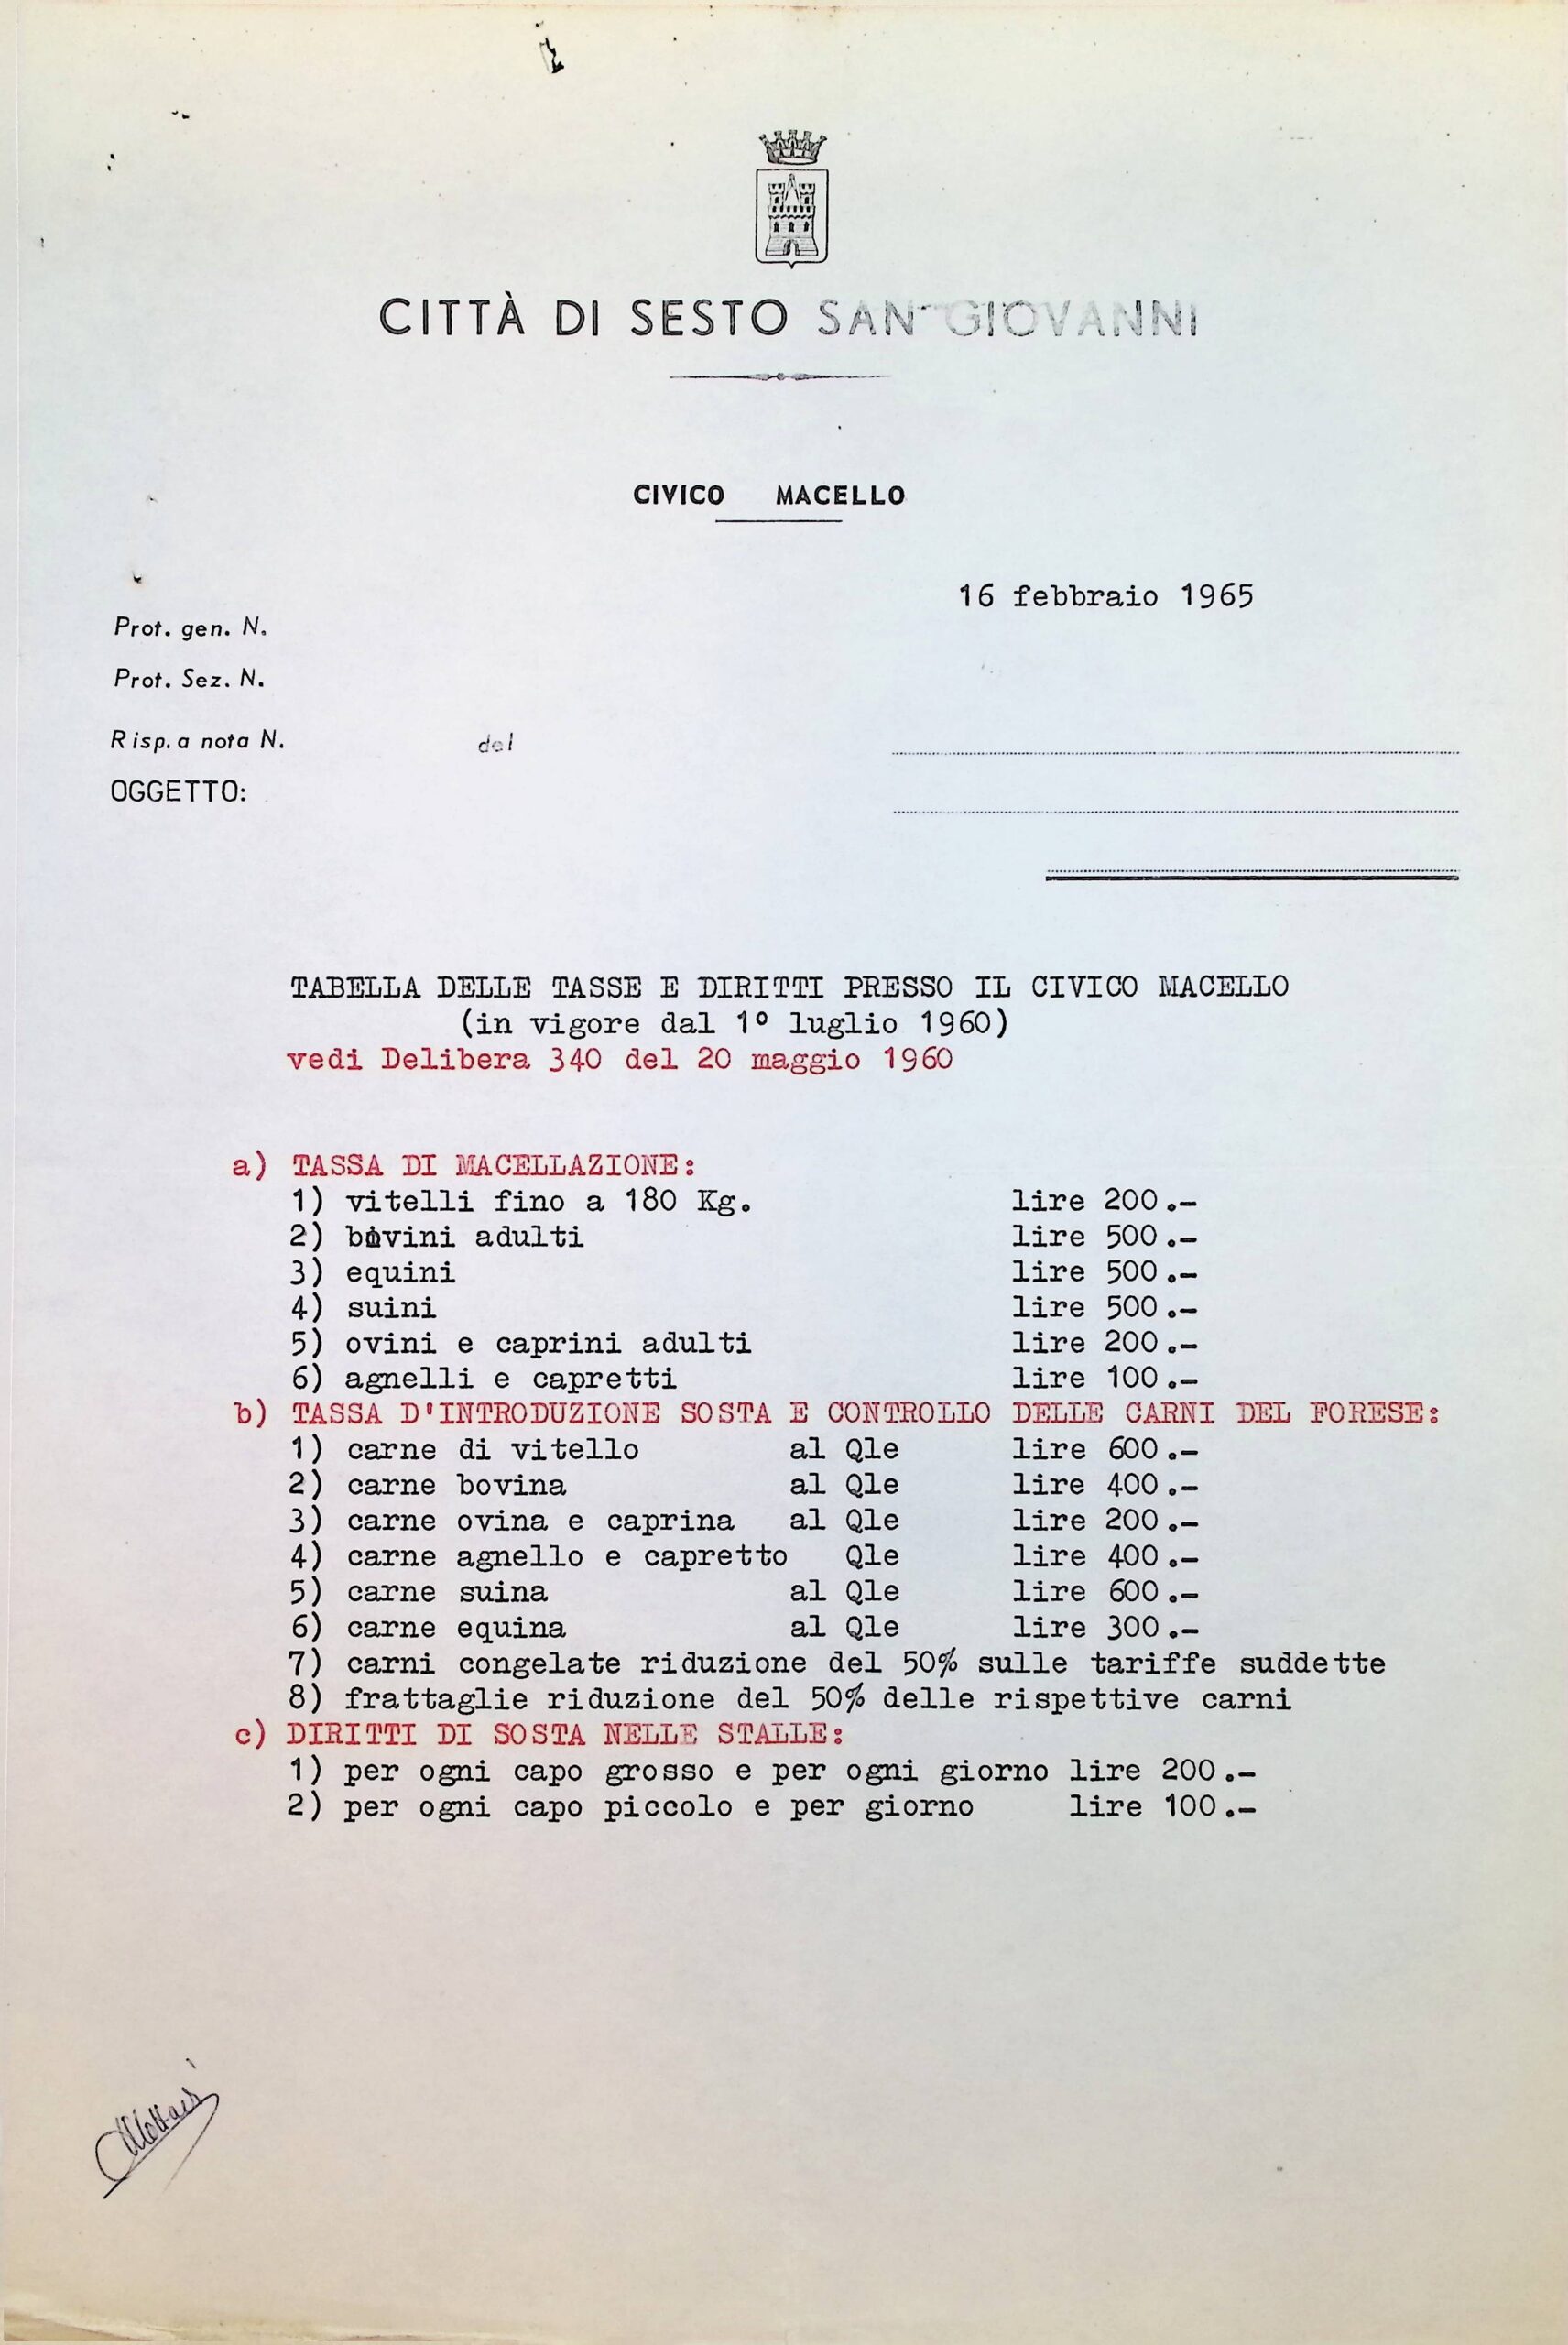 CITTÀ DI SESTO SAN GIOVANNI
CIVICO MACELLO
16 febbraio 1965
Prot. gen. N.
Prot. Sez. N.
Risp. a nota N. del
OGGETTO:
TABELLA DELLE TASSE E DIRITTI PRESSO IL CIVICO MACELLO
(in vigore dal 1º luglio 1960)
vedi Delibera 340 del 20 maggio 1960
a) TASSA DI MACELLAZIONE:
1) vitelli fino a 180 Kg. lire 200.-
2) bovini adulti lire 500.-
3) equini lire 500.-
4) suini lire 500.-
5) ovini e caprini adulti lire 200.-
6) agnelli e capretti lire 100.-
b) TASSA D'INTRODUZIONE SOSTA E CONTROLLO DELLE CARNI DEL FORESE:
1) carne di vitello al Qle lire 600.-
2) carne bovina al Qle lire 400.-
3) carne ovina e caprina al Qle lire 200.-
4) carne agnello e capretto Qle lire 400.-
5) carne suina al Qle lire 600.-
6) carne equina al Qle lire 300.-
7) carni congelate riduzione del 50% sulle tariffe suddette
8) frattaglie riduzione del 50% delle rispettive carni
c) DIRITTI DI SOSTA NELLE STALLE:
1) per ogni capo grosso e per ogni giorno lire 200.-
2) per ogni capo piccolo e per giorno lire 100.-